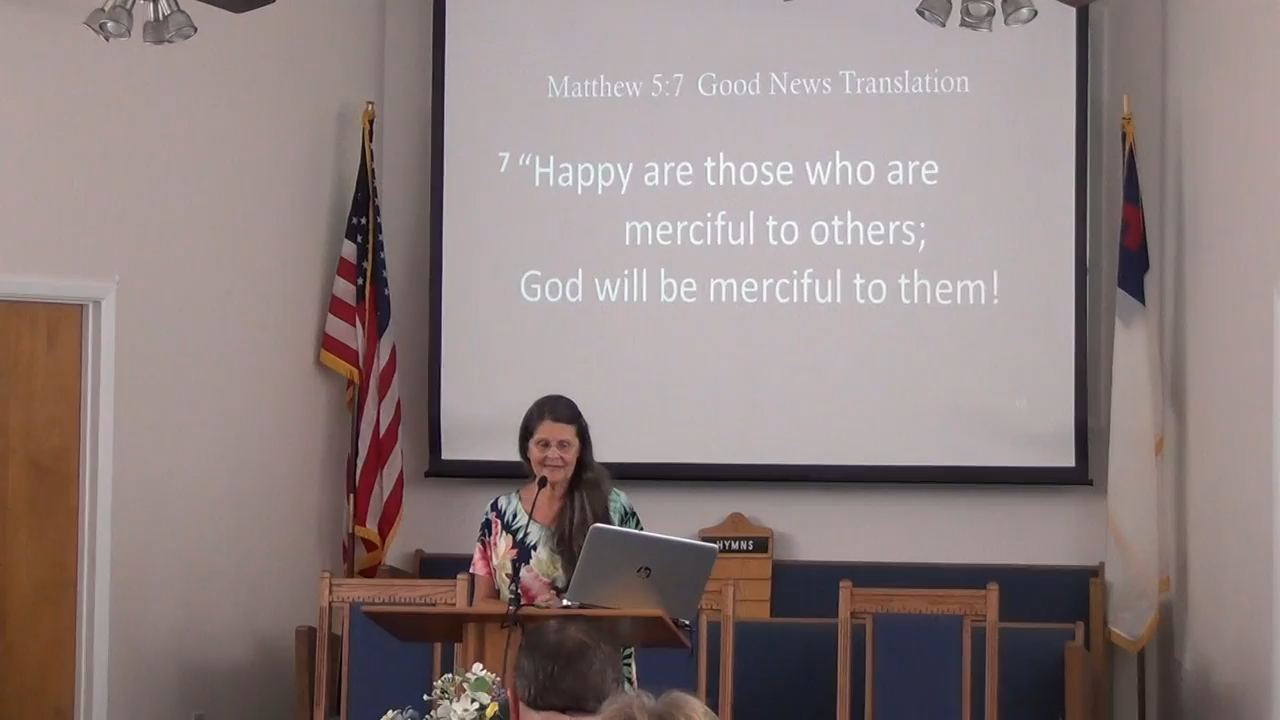 Matthew 5:7 Good News Translation
7 “Happy are those who are
merciful to others;
God will be merciful to them!
HYMNS
hp